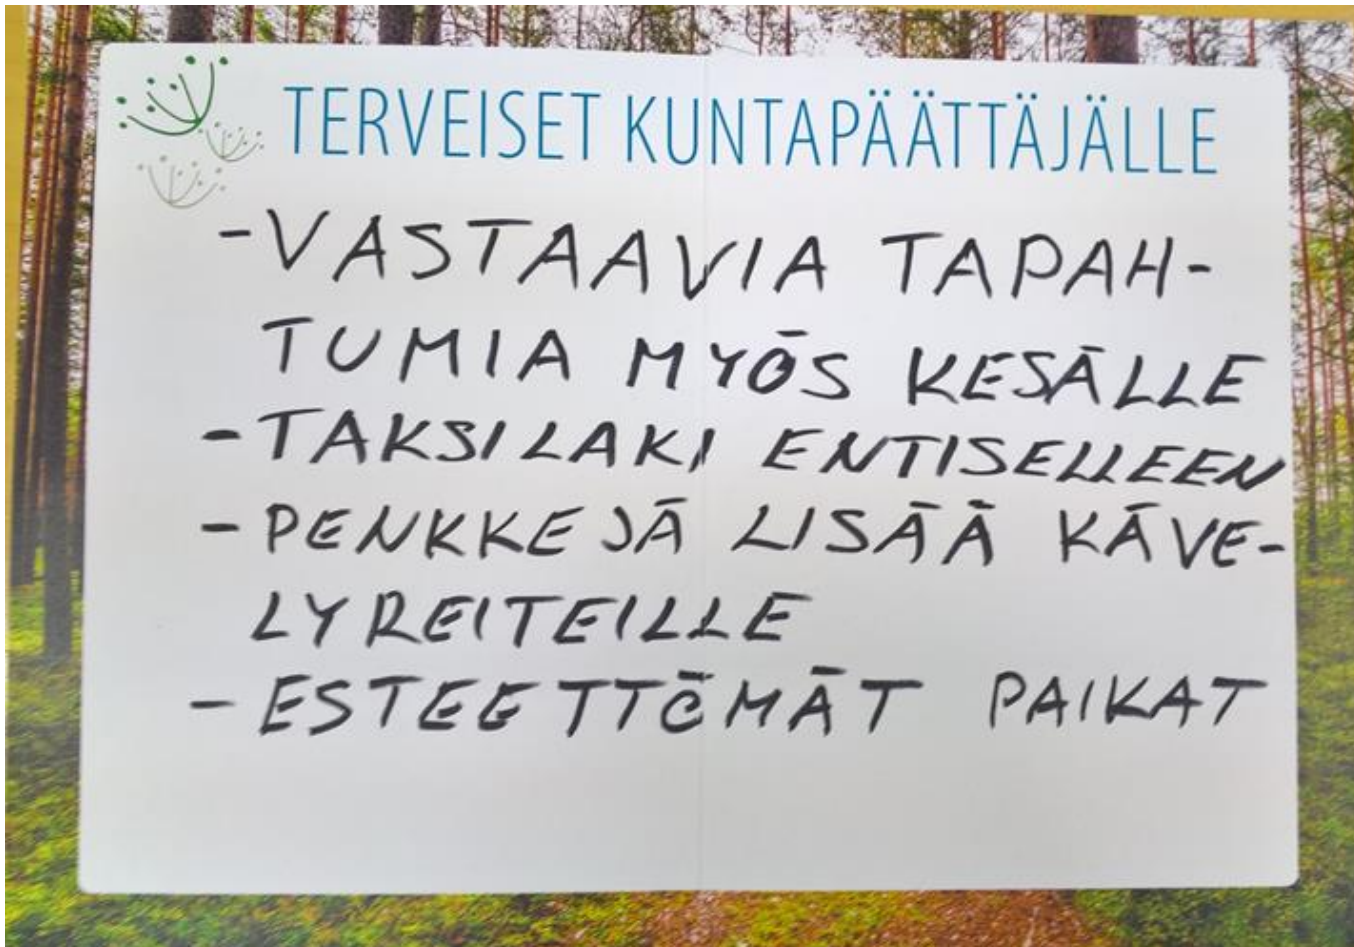 TERVEISET KUNTAPÄÄTTÄJÄLLE
-VASTAAVIA TAPAH-
TUMIA MYÖS KESÄLLE
-TAKSILAKI ENTISELLEEN
-PENKKEJÄ LISÄÄ KÄVE-
LYREITEILLE
-ESTEETTÖMÄT PAIKAT